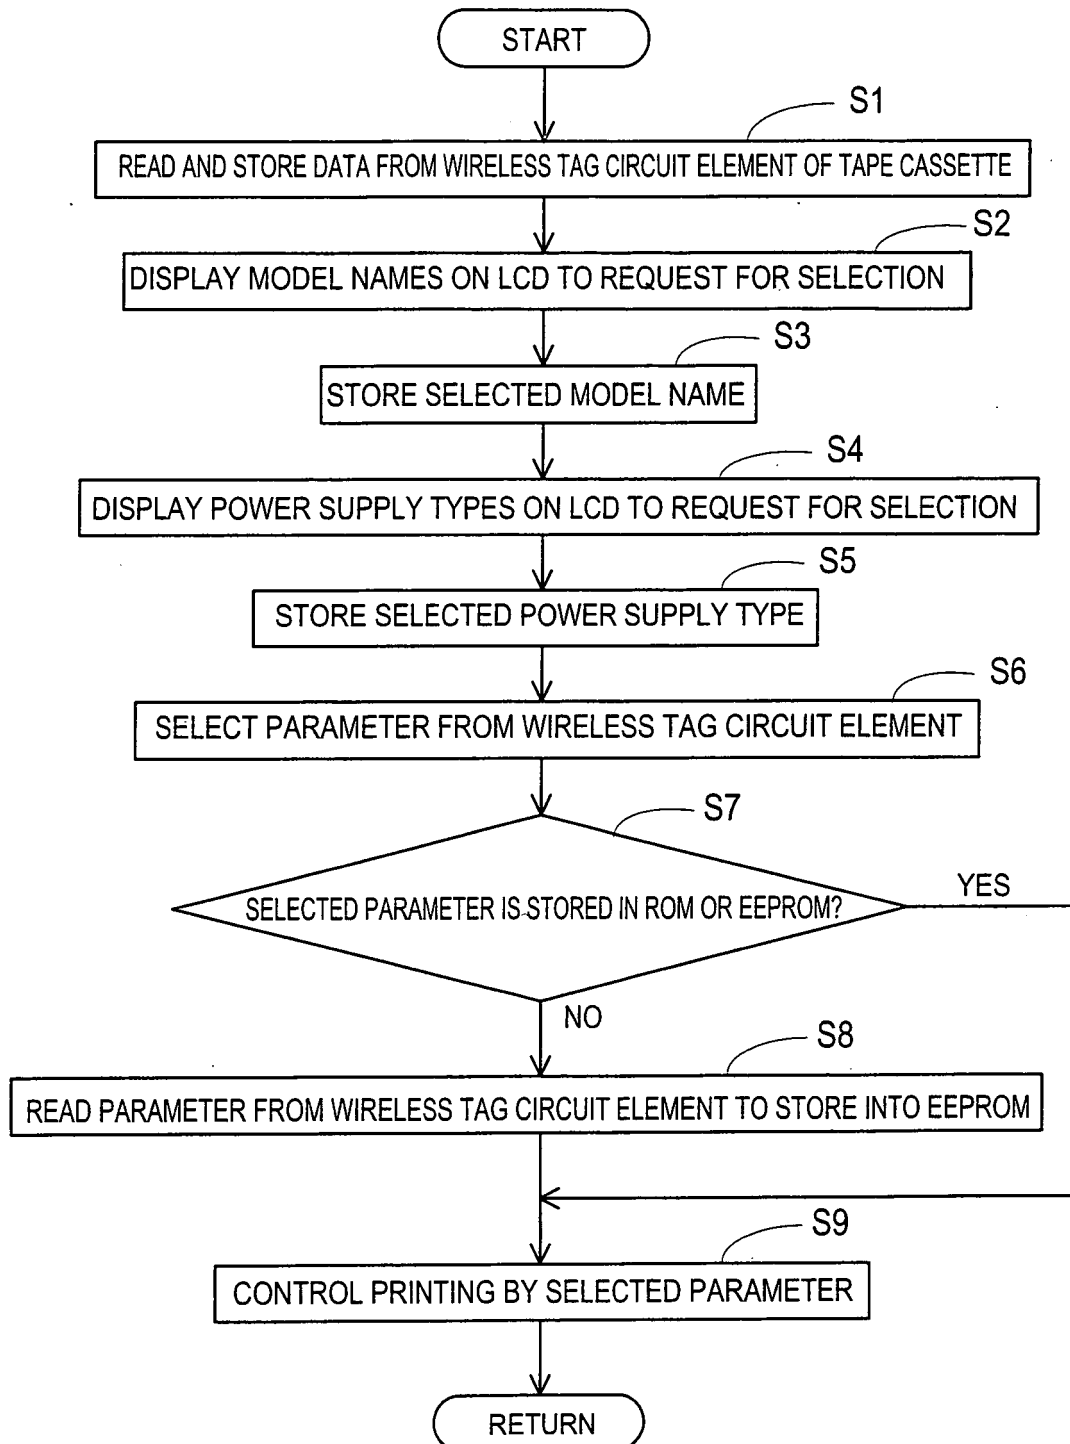 START
S1
READ AND STORE DATA FROM WIRELESS TAG CIRCUIT ELEMENT OF TAPE CASSETTE
S2
DISPLAY MODEL NAMES ON LCD TO REQUEST FOR SELECTION
S3
STORE SELECTED MODEL NAME
S4
DISPLAY POWER SUPPLY TYPES ON LCD TO REQUEST FOR SELECTION
S5
STORE SELECTED POWER SUPPLY TYPE
S6
SELECT PARAMETER FROM WIRELESS TAG CIRCUIT ELEMENT
S7
SELECTED PARAMETER IS STORED IN ROM OR EEPROM?
YES
NO
S8
READ PARAMETER FROM WIRELESS TAG CIRCUIT ELEMENT TO STORE INTO EEPROM
S9
CONTROL PRINTING BY SELECTED PARAMETER
RETURN